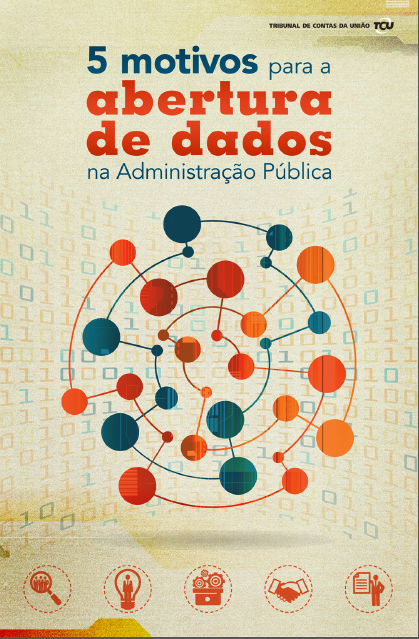 TRIBUNAL DE CONTAS DA UNIÃO TCU
5 motivos para a
abertura
de dados
na Administração Pública